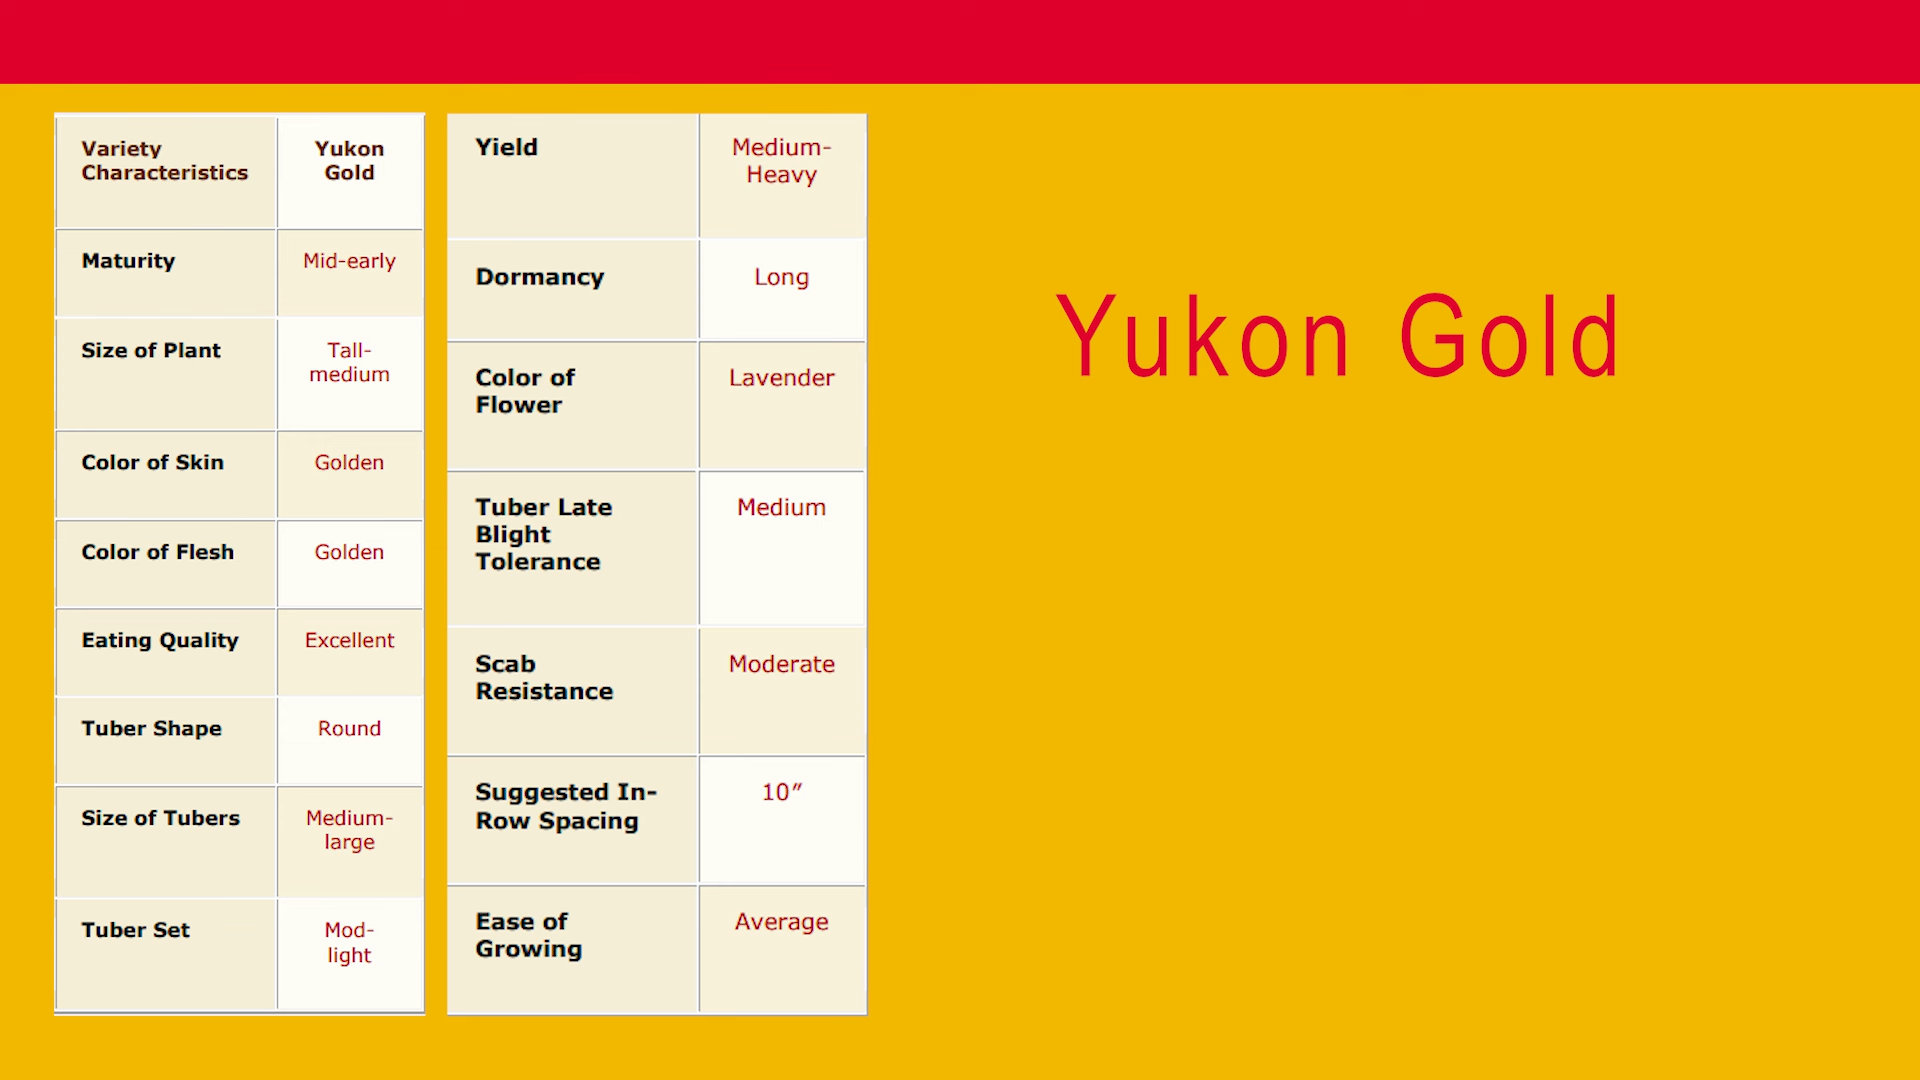 Variety
Characteristics
Yukon
Gold
Maturity
Mid-early
Size of Plant
Tall-
medium
Color of Skin
Golden
Color of Flesh
Golden
Eating Quality
Excellent
Tuber Shape
Round
Size of Tubers
Medium-
large
Tuber Set
Mod-
light
Yield
Medium-
Heavy
Dormancy
Long
Color of
Flower
Lavender
Tuber Late
Blight
Tolerance
Medium
Scab
Resistance
Moderate
Suggested In-
Row Spacing
10″
Ease of
Growing
Average
Yukon Gold